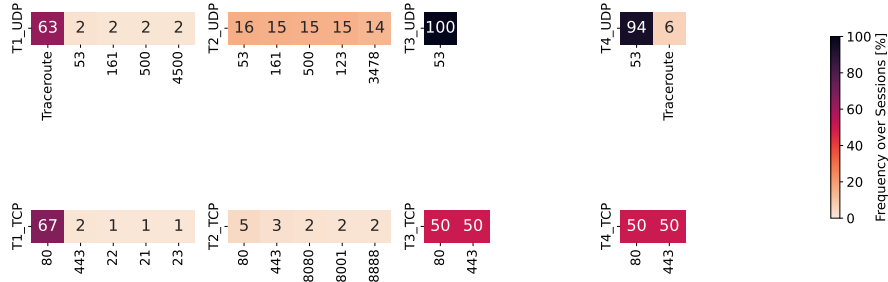 T1_UDP 63 2 2 2 2
Traceroute 53 161 500 4500
T2_UDP 16 15 15 15 14
53 161 500 123 3478
T3_UDP 100
53
T4_UDP 94 6
53 Traceroute
T1_TCP 67 2 1 1 1
80 443 22 21 23
T2_TCP 5 3 2 2 2
80 443 8080 8001 8888
T3_TCP 50 50
80 443
T4_TCP 50 50
80 443
100
80
60
40
20
0
Frequency over Sessions [%]